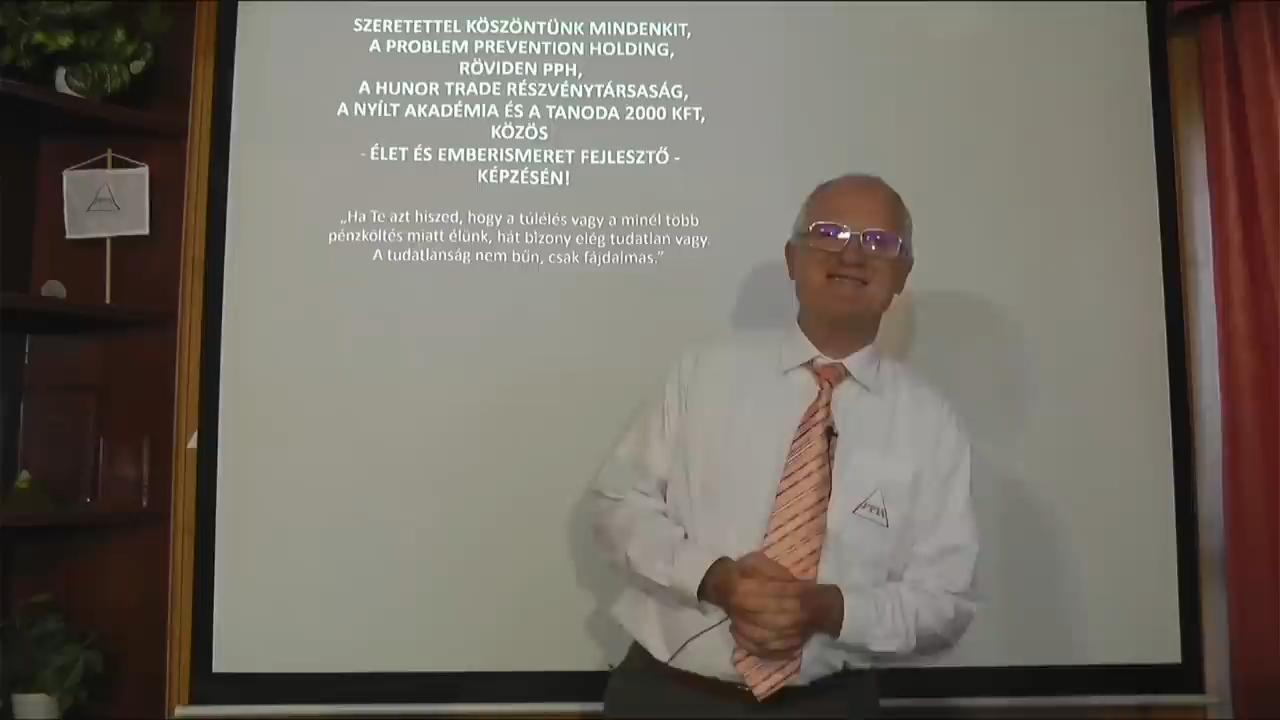 SZERETETTEL KÖSZÖNTÜNK MINDENKIT,
A PROBLEM PREVENTION HOLDING,
RÖVIDEN PPH,
A HUNOR TRADE RÉSZVÉNYTÁRSASÁG,
A NYÍLT AKADÉMIA ÉS A TANODA 2000 KFT,
KÖZÖS
- ÉLET ÉS EMBERISMERET FEJLESZTŐ -
KÉPZÉSÉN!
„Ha Te azt hiszed, hogy a túlélés vagy a minél több
pénzköltés miatt élünk, hát bizony elég tudatlan vagy.
A tudatlanság nem bűn, csak fájdalmas.”
PPH